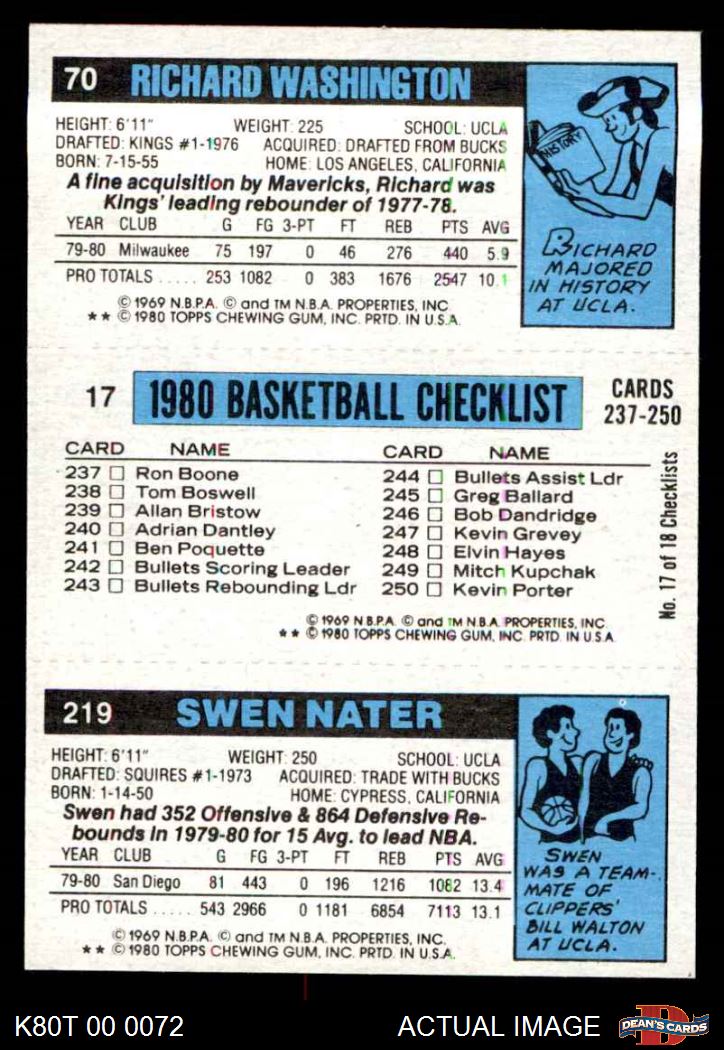 70 RICHARD WASHINGTON
HEIGHT: 6'11" WEIGHT: 225 SCHOOL: UCLA
DRAFTED: KINGS #1-1976 ACQUIRED: DRAFTED FROM BUCKS
BORN: 7-15-55 HOME: LOS ANGELES, CALIFORNIA
A fine acquisition by Mavericks, Richard was
Kings' leading rebounder of 1977-78.
YEAR CLUB G FG 3-PT FT REB PTS AVG
79-80 Milwaukee 75 197 0 46 276 440 5.9
PRO TOTALS ..... 253 1082 0 383 1676 2547 10.1
© 1969 N.B.P.A. © and TM N.B.A. PROPERTIES, INC.
** © 1980 TOPPS CHEWING GUM, INC. PRTD. IN U.S.A.
HISTORY
RICHARD
MAJORED
IN HISTORY
AT UCLA.
17 1980 BASKETBALL CHECKLIST CARDS
237-250
CARD NAME
237 □ Ron Boone
238 □ Tom Boswell
239 □ Allan Bristow
240 □ Adrian Dantley
241 □ Ben Poquette
242 □ Bullets Scoring Leader
243 □ Bullets Rebounding Ldr
CARD NAME
244 □ Bullets Assist Ldr
245 □ Greg Ballard
246 □ Bob Dandridge
247 □ Kevin Grevey
248 □ Elvin Hayes
249 □ Mitch Kupchak
250 □ Kevin Porter
No. 17 of 18 Checklists
© 1969 N.B.P.A. © and TM N.B.A. PROPERTIES, INC.
** © 1980 TOPPS CHEWING GUM, INC. PRTD. IN U.S.A.
219 SWEN NATER
HEIGHT: 6'11" WEIGHT: 250 SCHOOL: UCLA
DRAFTED: SQUIRES #1-1973 ACQUIRED: TRADE WITH BUCKS
BORN: 1-14-50 HOME: CYPRESS, CALIFORNIA
Swen had 352 Offensive & 864 Defensive Re-
bounds in 1979-80 for 15 Avg. to lead NBA.
YEAR CLUB G FG 3-PT FT REB PTS AVG
79-80 San Diego 81 443 0 196 1216 1082 13.4
PRO TOTALS ..... 543 2966 0 1181 6854 7113 13.1
© 1969 N.B.P.A. © and TM N.B.A. PROPERTIES, INC.
** © 1980 TOPPS CHEWING GUM, INC. PRTD. IN U.S.A.
SWEN
WAS A TEAM-
MATE OF
CLIPPERS'
BILL WALTON
AT UCLA.
K80T 00 0072 ACTUAL IMAGE
D
DEAN'S CARDS